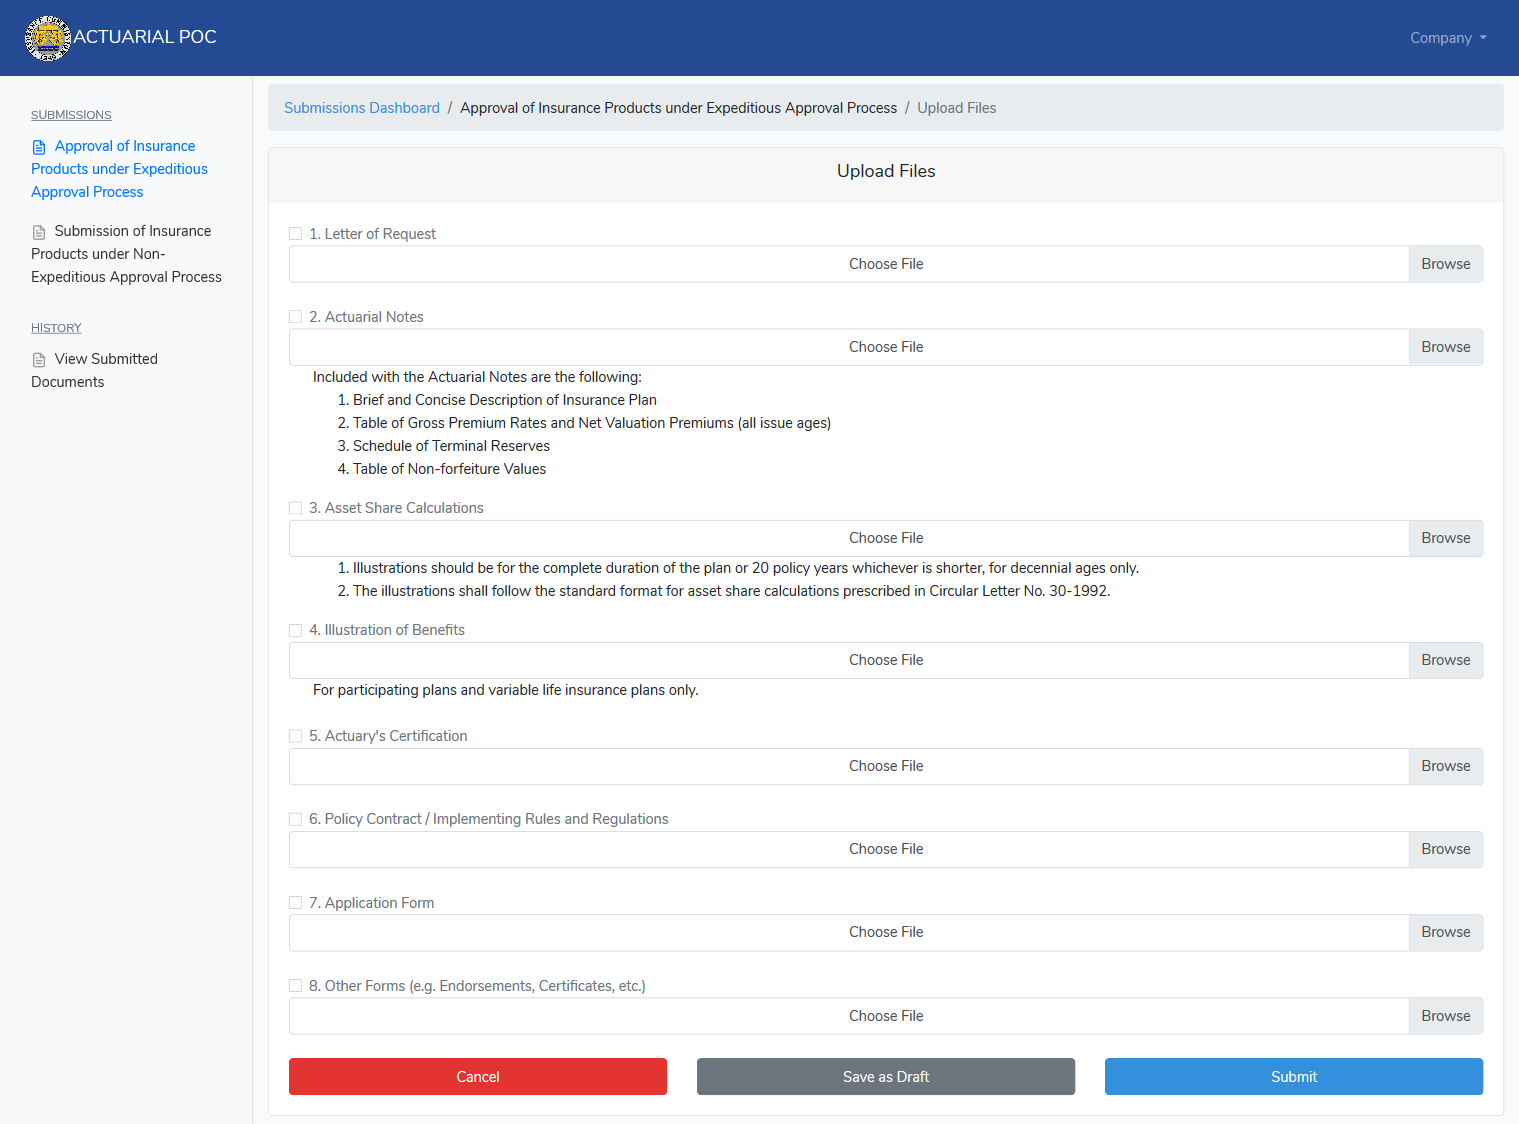 ACTUARIAL POC
Company
SUBMISSIONS
Approval of Insurance
Products under Expeditious
Approval Process
Submission of Insurance
Products under Non-
Expeditious Approval Process
HISTORY
View Submitted
Documents
Submissions Dashboard / Approval of Insurance Products under Expeditious Approval Process / Upload Files
Upload Files
1. Letter of Request
Choose File Browse
2. Actuarial Notes
Choose File Browse
Included with the Actuarial Notes are the following:
1. Brief and Concise Description of Insurance Plan
2. Table of Gross Premium Rates and Net Valuation Premiums (all issue ages)
3. Schedule of Terminal Reserves
4. Table of Non-forfeiture Values
3. Asset Share Calculations
Choose File Browse
1. Illustrations should be for the complete duration of the plan or 20 policy years whichever is shorter, for decennial ages only.
2. The illustrations shall follow the standard format for asset share calculations prescribed in Circular Letter No. 30-1992.
4. Illustration of Benefits
Choose File Browse
For participating plans and variable life insurance plans only.
5. Actuary's Certification
Choose File Browse
6. Policy Contract / Implementing Rules and Regulations
Choose File Browse
7. Application Form
Choose File Browse
8. Other Forms (e.g. Endorsements, Certificates, etc.)
Choose File Browse
Cancel Save as Draft Submit